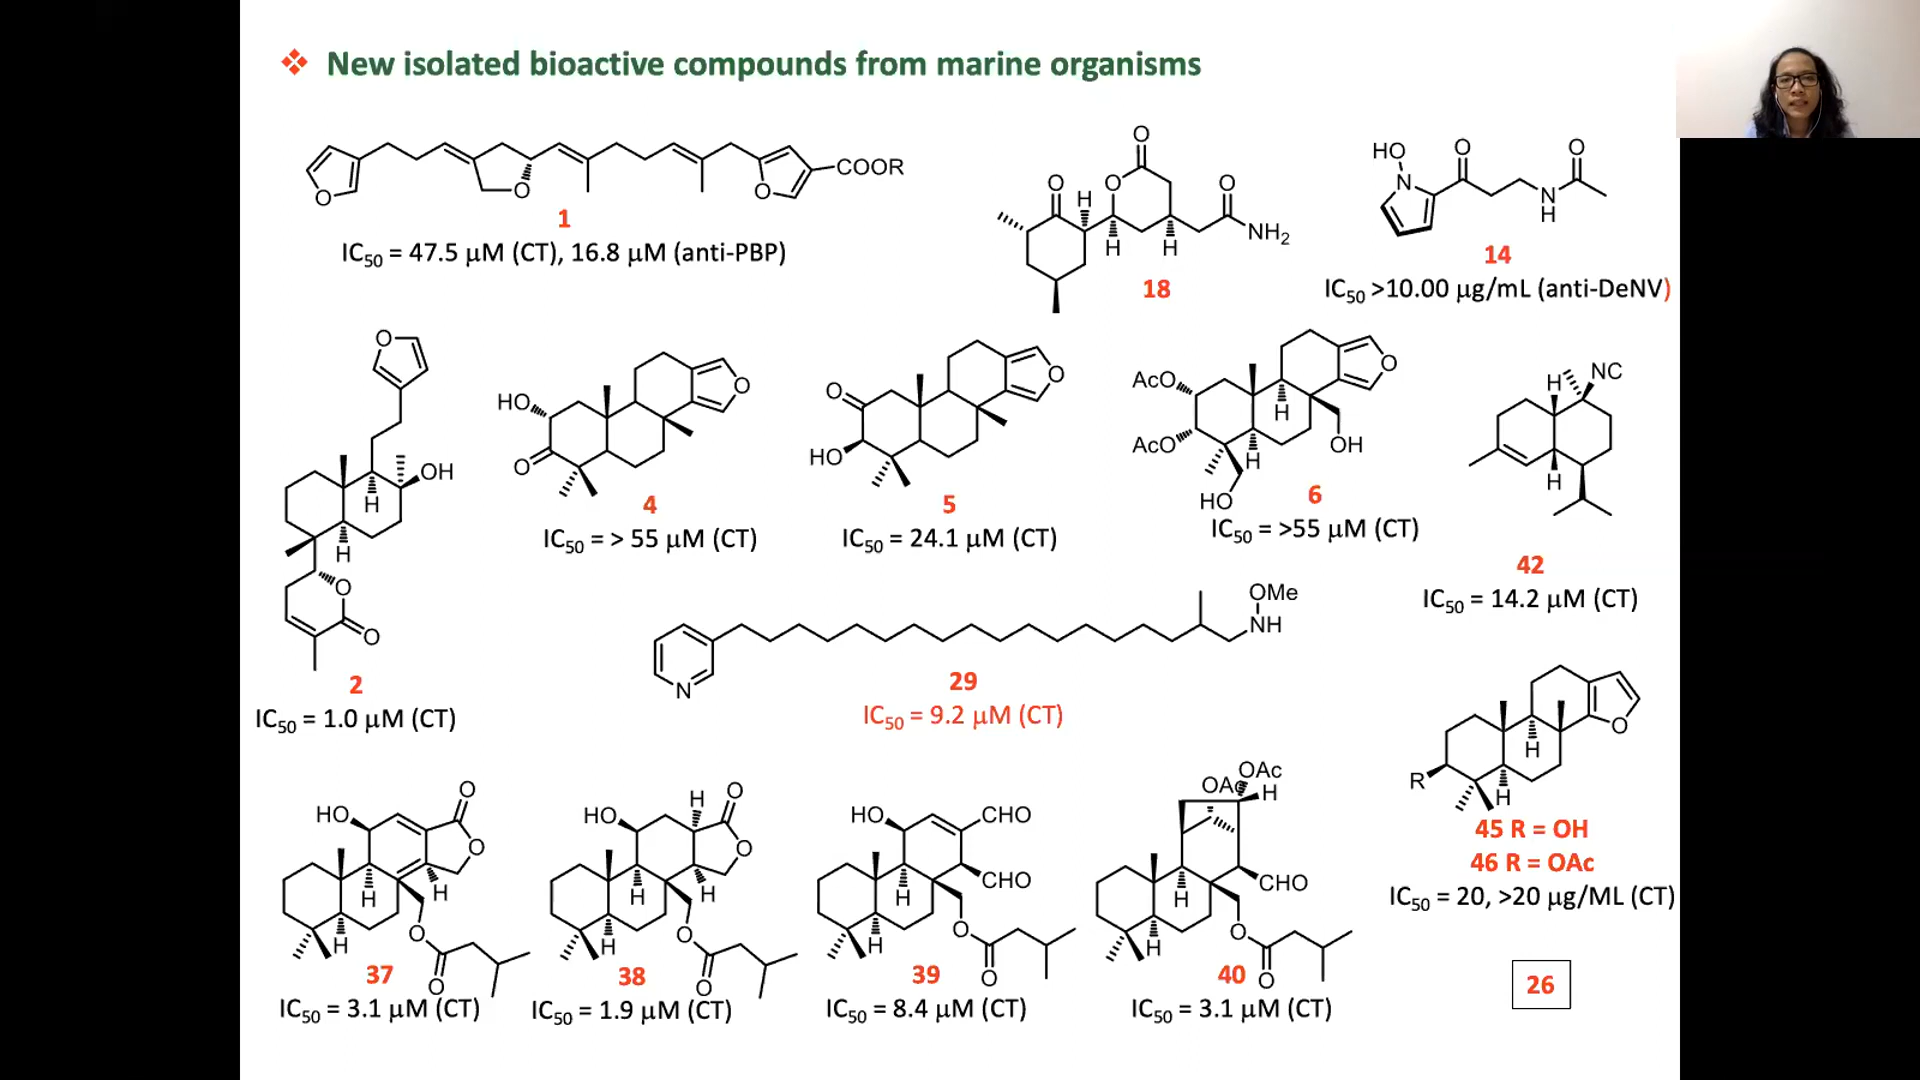 ❖ New isolated bioactive compounds from marine organisms
O
O
O
COOR
1
IC50 = 47.5 μM (CT), 16.8 μM (anti-PBP)
O
O
O
O
H
H
H
NH2
18
HO
N
O
O
N
H
14
IC50 >10.00 μg/mL (anti-DeNV)
O
OH
H
H
O
O
2
IC50 = 1.0 μM (CT)
HO
O
O
4
IC50 = > 55 μM (CT)
O
HO
O
5
IC50 = 24.1 μM (CT)
AcO
AcO
O
H
H
OH
HO
6
IC50 = >55 μM (CT)
H
NC
H
42
IC50 = 14.2 μM (CT)
N
OMe
NH
29
IC50 = 9.2 μM (CT)
O
R
H
H
45 R = OH
46 R = OAc
IC50 = 20, >20 μg/ML (CT)
HO
O
O
H
H
H
O
O
37
IC50 = 3.1 μM (CT)
HO
H
O
O
H
H
H
O
O
38
IC50 = 1.9 μM (CT)
HO
CHO
CHO
H
H
O
O
39
IC50 = 8.4 μM (CT)
OAc
OAc
H
CHO
H
H
O
O
40
IC50 = 3.1 μM (CT)
26